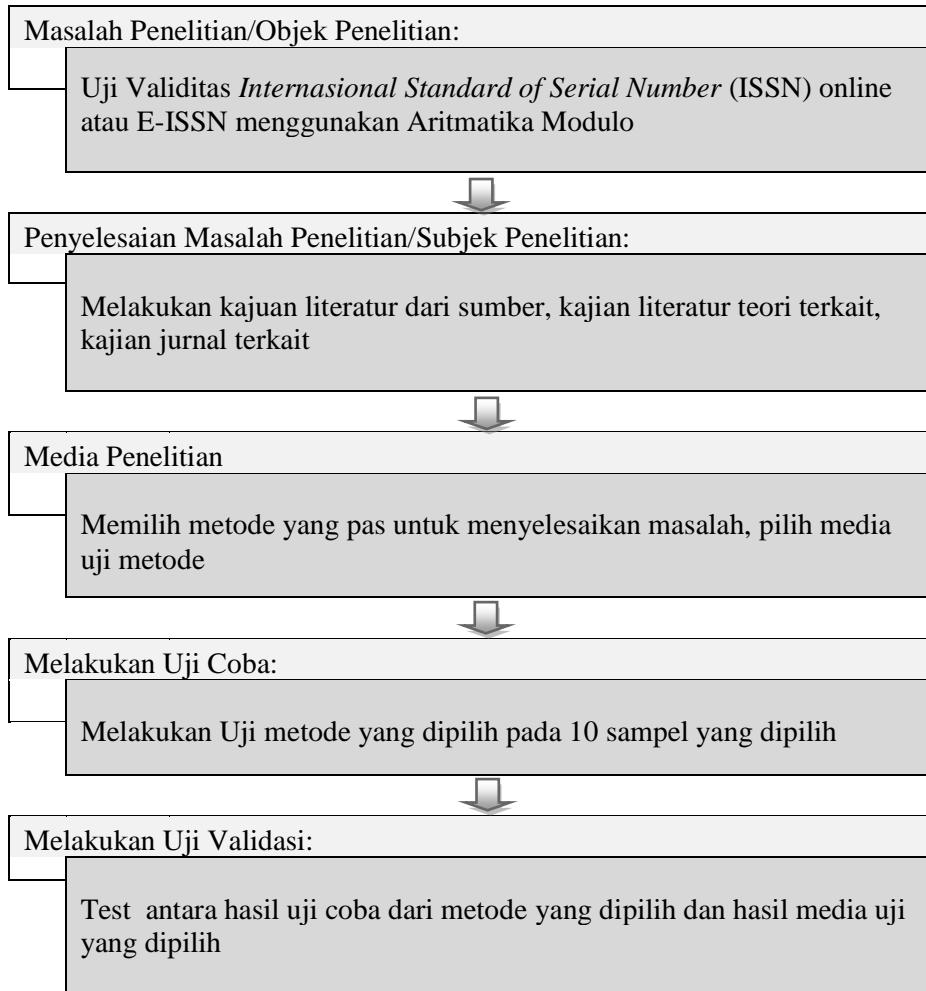 Masalah Penelitian/Objek Penelitian:
Uji Validitas Internasional Standard of Serial Number (ISSN) online
atau E-ISSN menggunakan Aritmatika Modulo
Penyelesaian Masalah Penelitian/Subjek Penelitian:
Melakukan kajuan literatur dari sumber, kajian literatur teori terkait,
kajian jurnal terkait
Media Penelitian
Memilih metode yang pas untuk menyelesaikan masalah, pilih media
uji metode
Melakukan Uji Coba:
Melakukan Uji metode yang dipilih pada 10 sampel yang dipilih
Melakukan Uji Validasi:
Test antara hasil uji coba dari metode yang dipilih dan hasil media uji
yang dipilih